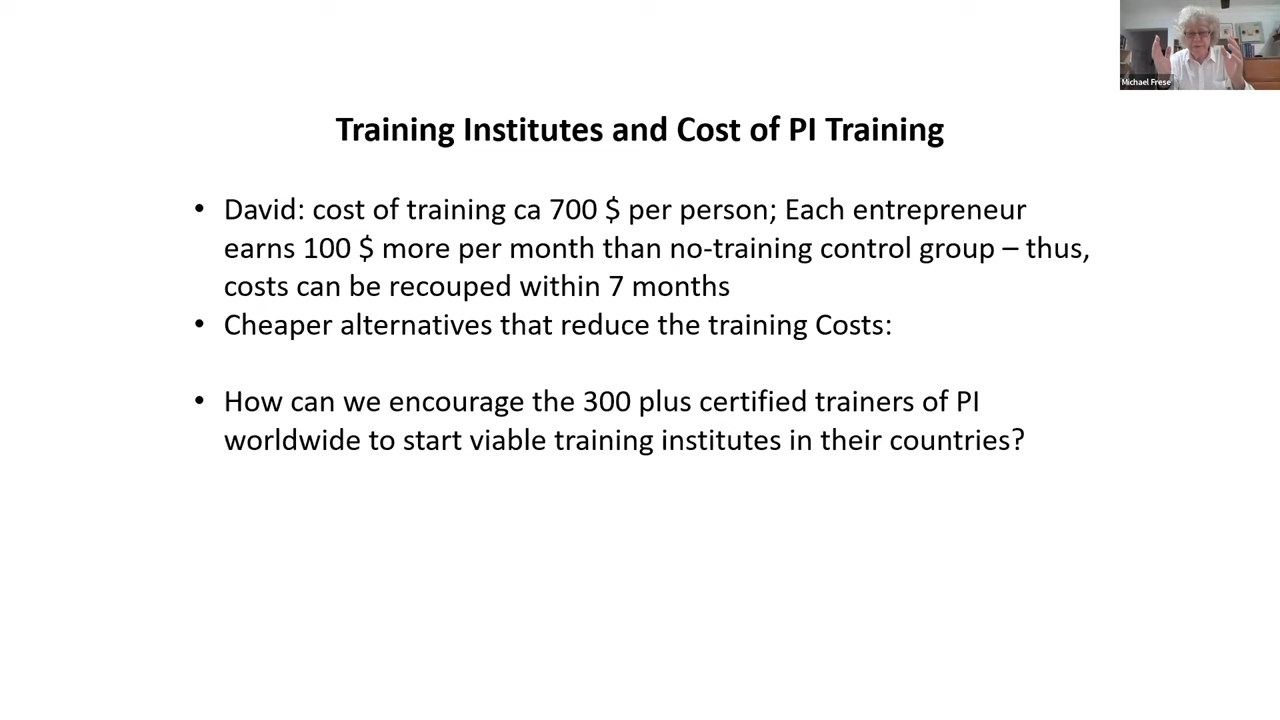 Michael Frese
Training Institutes and Cost of PI Training
• David: cost of training ca 700 $ per person; Each entrepreneur
earns 100 $ more per month than no-training control group – thus,
costs can be recouped within 7 months
• Cheaper alternatives that reduce the training Costs:
• How can we encourage the 300 plus certified trainers of PI
worldwide to start viable training institutes in their countries?